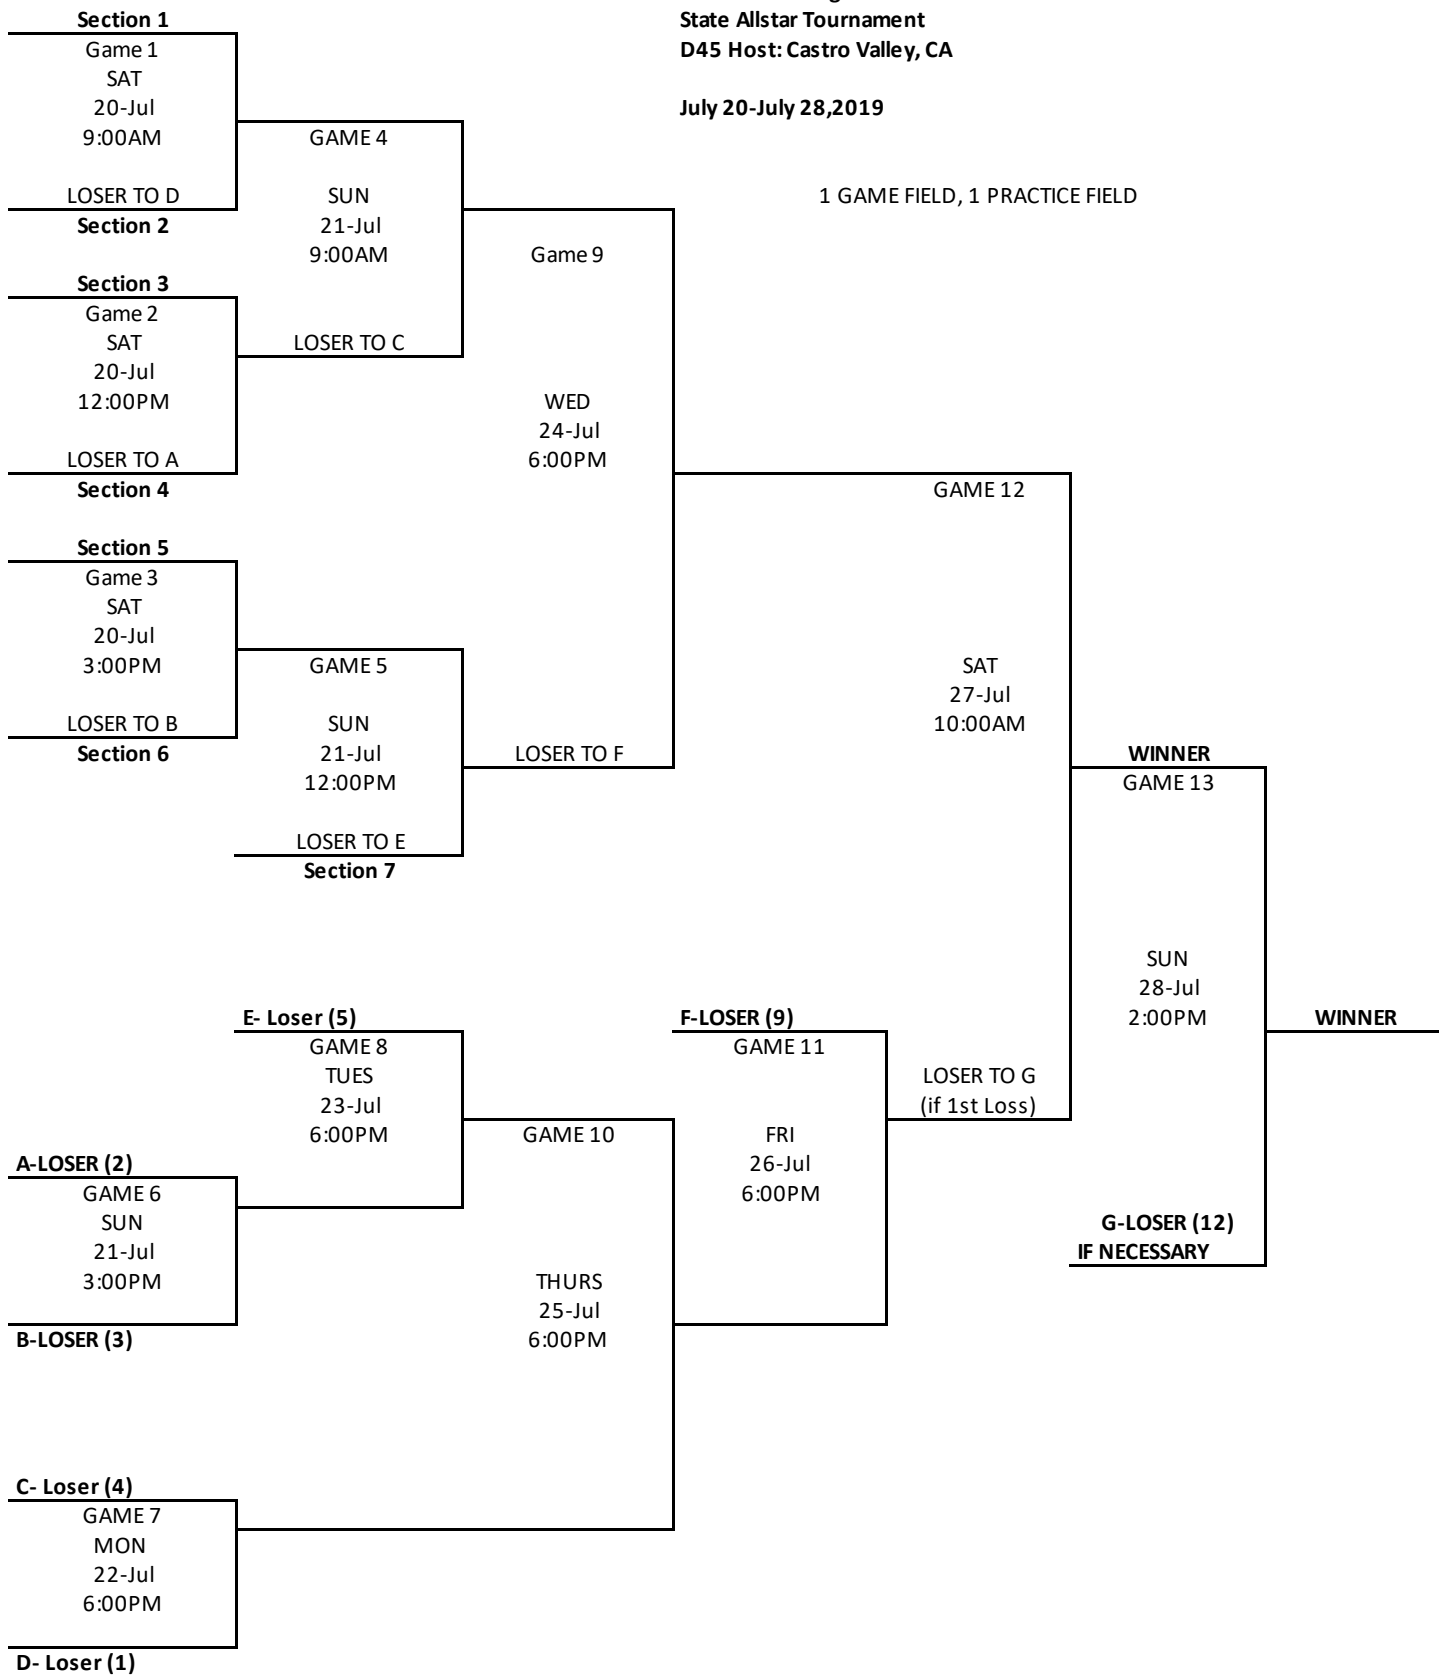 Section 1
Game 1
SAT
20-Jul
9:00AM
LOSER TO D
Section 2
Section 3
Game 2
SAT
20-Jul
12:00PM
LOSER TO A
Section 4
Section 5
Game 3
SAT
20-Jul
3:00PM
LOSER TO B
Section 6
GAME 4
SUN
21-Jul
9:00AM
LOSER TO C
GAME 5
SUN
21-Jul
12:00PM
LOSER TO E
Section 7
Game 9
WED
24-Jul
6:00PM
LOSER TO F
State Allstar Tournament
D45 Host: Castro Valley, CA
July 20-July 28,2019
1 GAME FIELD, 1 PRACTICE FIELD
GAME 12
SAT
27-Jul
10:00AM
LOSER TO G
(if 1st Loss)
WINNER
GAME 13
SUN
28-Jul
2:00PM
G-LOSER (12)
IF NECESSARY
WINNER
E- Loser (5)
GAME 8
TUES
23-Jul
6:00PM
A-LOSER (2)
GAME 6
SUN
21-Jul
3:00PM
B-LOSER (3)
C- Loser (4)
GAME 7
MON
22-Jul
6:00PM
D- Loser (1)
GAME 10
THURS
25-Jul
6:00PM
F-LOSER (9)
GAME 11
FRI
26-Jul
6:00PM